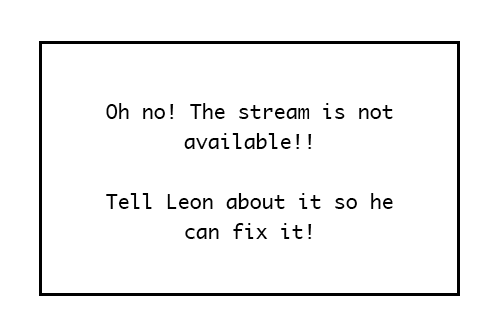 Oh no! The stream is not
available!!
Tell Leon about it so he
can fix it!